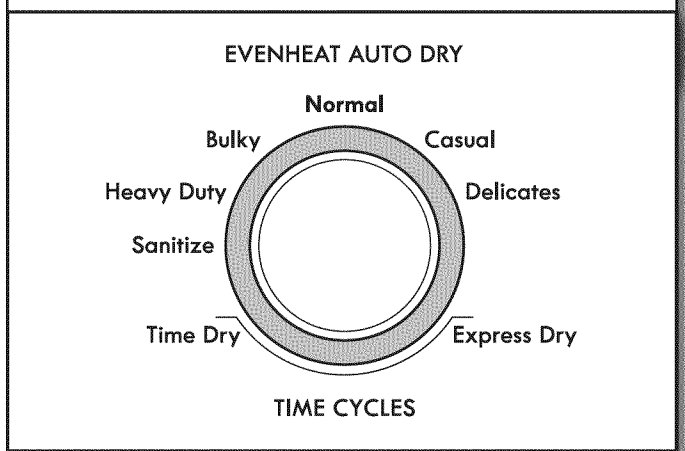 EVENHEAT AUTO DRY
Normal
Bulky
Casual
Heavy Duty
Delicates
Sanitize
Time Dry
Express Dry
TIME CYCLES